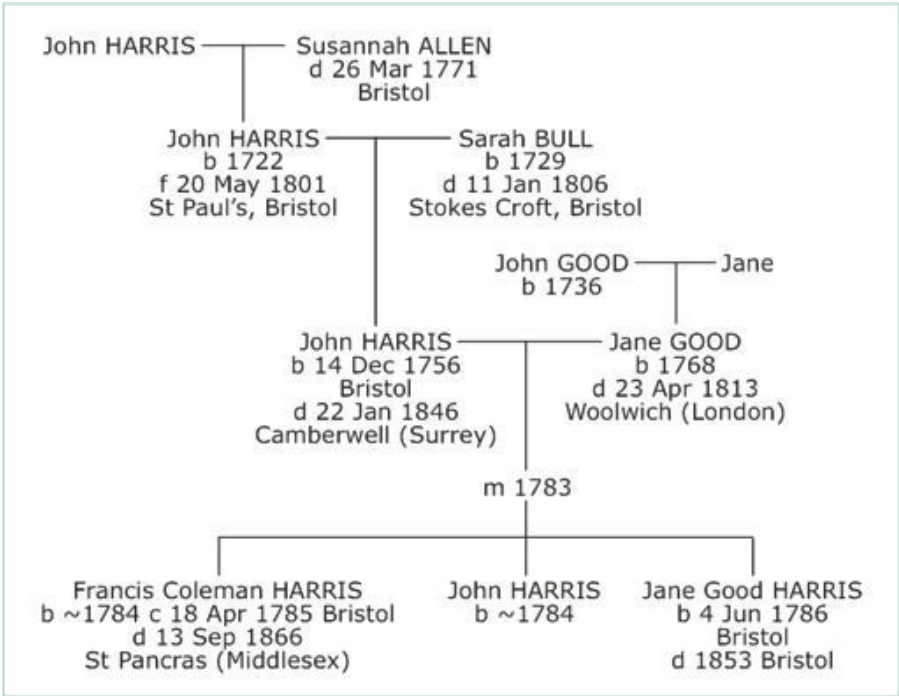 John HARRIS
Susannah ALLEN
d 26 Mar 1771
Bristol
John HARRIS
b 1722
f 20 May 1801
St Paul's, Bristol
Sarah BULL
b 1729
d 11 Jan 1806
Stokes Croft, Bristol
John GOOD
b 1736
Jane
John HARRIS
b 14 Dec 1756
Bristol
d 22 Jan 1846
Camberwell (Surrey)
Jane GOOD
b 1768
d 23 Apr 1813
Woolwich (London)
m 1783
Francis Coleman HARRIS
b ~1784 c 18 Apr 1785 Bristol
d 13 Sep 1866
St Pancras (Middlesex)
John HARRIS
b ~1784
Jane Good HARRIS
b 4 Jun 1786
Bristol
d 1853 Bristol